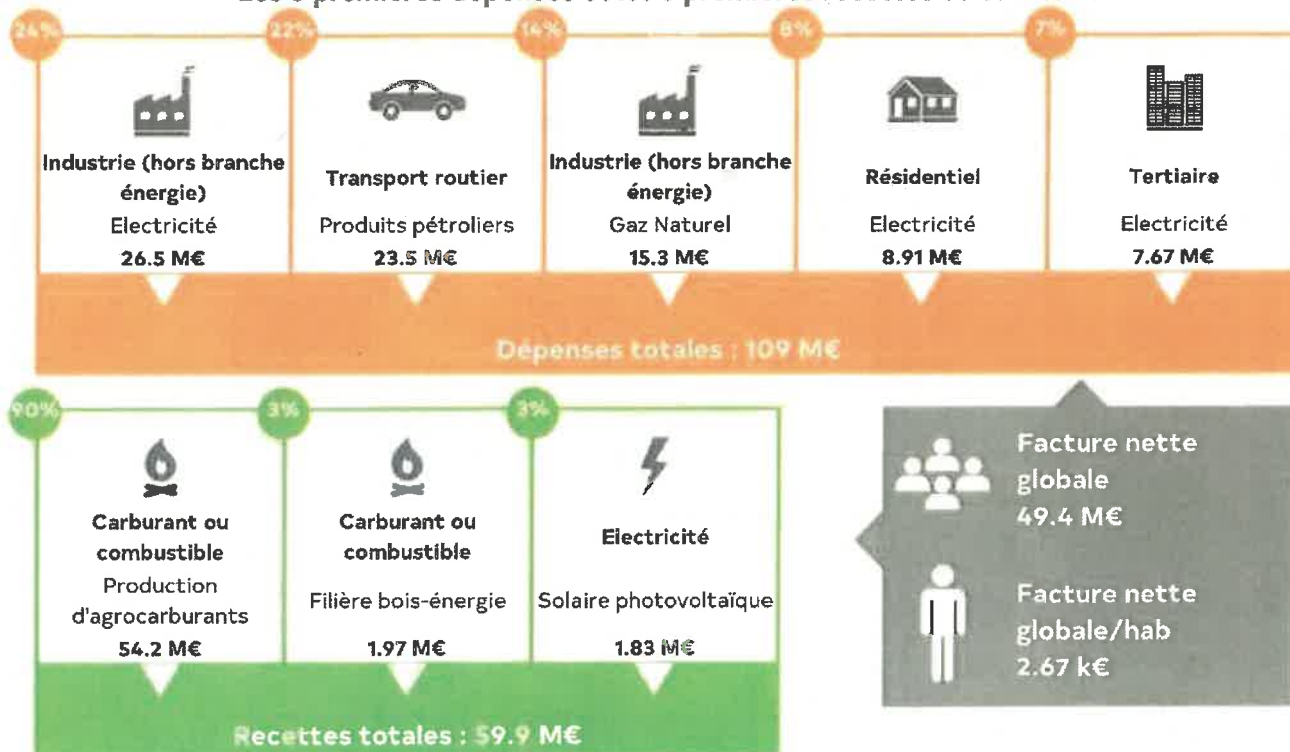 24%
22%
14%
8%
7%
Industrie (hors branche
énergie)
Electricité
26.5 M€
Transport routier
Produits pétroliers
23.5 M€
Industrie (hors branche
énergie)
Gaz Naturel
15.3 M€
Résidentiel
Electricité
8.91 M€
Tertiaire
Electricité
7.67 M€
Dépenses totales : 109 M€
90%
3%
3%
Carburant ou
combustible
Production
d'agrocarburants
54.2 M€
Carburant ou
combustible
Filière bois-énergie
1.97 M€
Electricité
Solaire photovoltaïque
1.83 M€
Recettes totales : 59.9 M€
Facture nette
globale
49.4 M€
Facture nette
globale/hab
2.67 k€